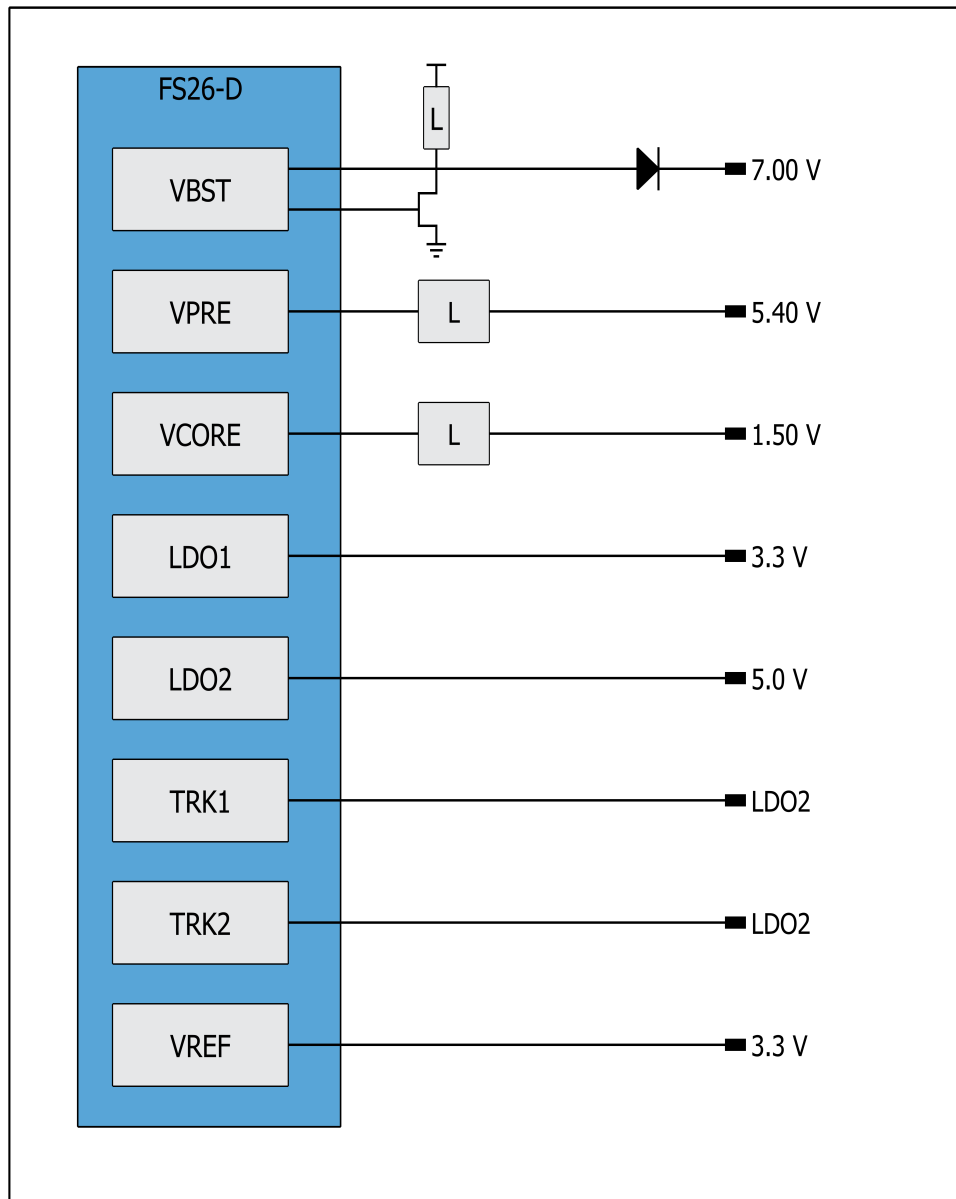 FS26-D
L
VBST
7.00 V
VPRE
L
5.40 V
VCORE
L
1.50 V
LDO1
3.3 V
LDO2
5.0 V
TRK1
LDO2
TRK2
LDO2
VREF
3.3 V